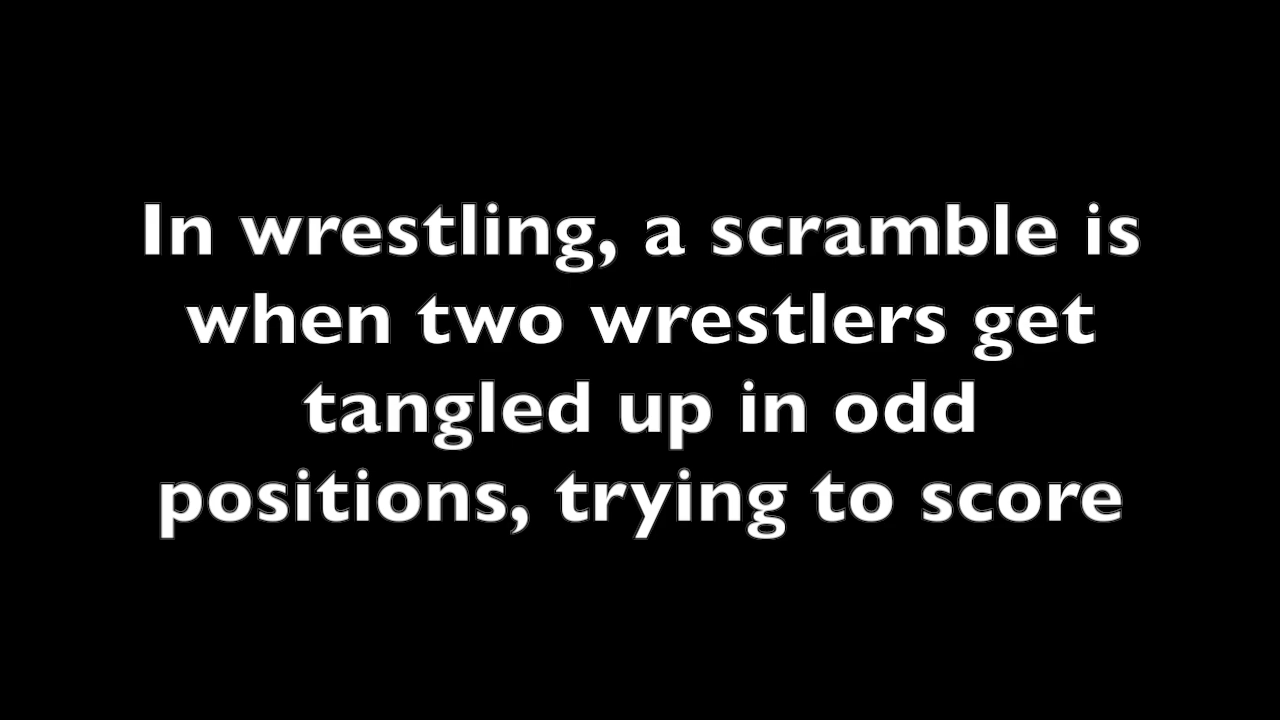 In wrestling, a scramble is
when two wrestlers get
tangled up in odd
positions, trying to score